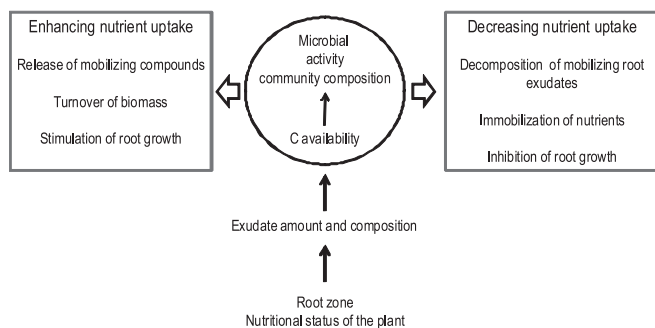 Enhancing nutrient uptake
Release of mobilizing compounds
Turnover of biomass
Stimulation of root growth
Microbial
activity
community composition
C availability
Decreasing nutrient uptake
Decomposition of mobilizing root
exudates
Immobilization of nutrients
Inhibition of root growth
Exudate amount and composition
Root zone
Nutritional status of the plant